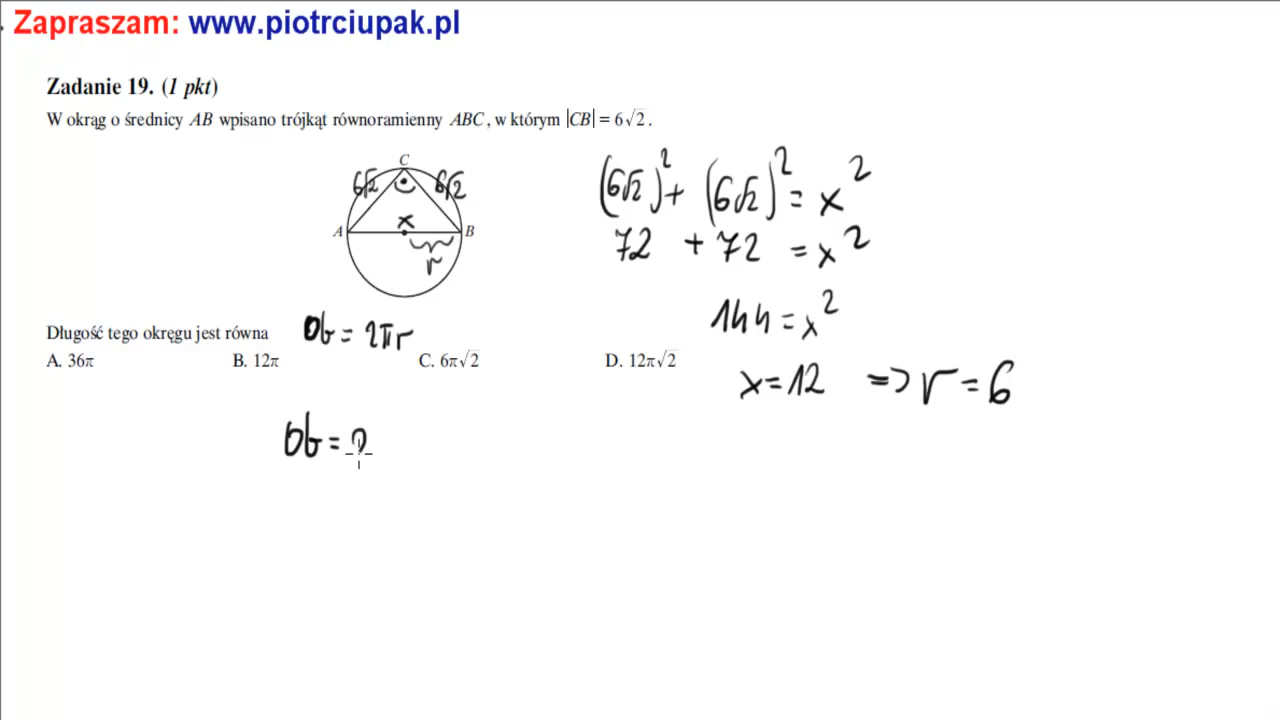 Zapraszam: www.piotrciupak.pl
Zadanie 19. (1 pkt)
W okrąg o średnicy AB wpisano trójkąt równoramienny ABC, w którym |CB| = 6√2.
C
6√2 6√2
A x B
r
(6√2)² + (6√2)² = x²
72 + 72 = x²
144 = x²
x = 12 => r = 6
Długość tego okręgu jest równa Ob = 2πr
A. 36π B. 12π C. 6π√2 D. 12π√2
Ob = 2